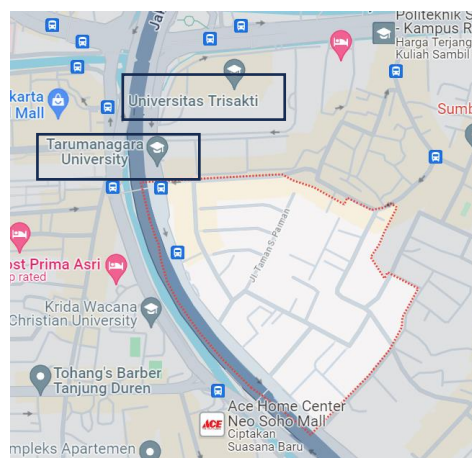 Politeknik S
- Kampus R
Harga Terjang
Kuliah Sambil
Jal
Universitas Trisakti
karta
Mall
Sumb
Tarumanagara
University
Jl. Taman S. Parman
ost Prima Asri
p rated
Krida Wacana
Christian University
Tohang's Barber
Tanjung Duren
Ace Home Center
Neo Soho Mall
Ciptakan
Suasana Baru
ACE
mpleks Apartemen